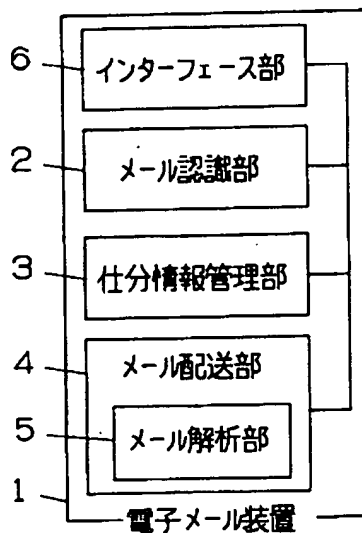 6
インターフェース部
2
メール認識部
3
仕分情報管理部
4
メール配送部
5
メール解析部
1
電子メール装置